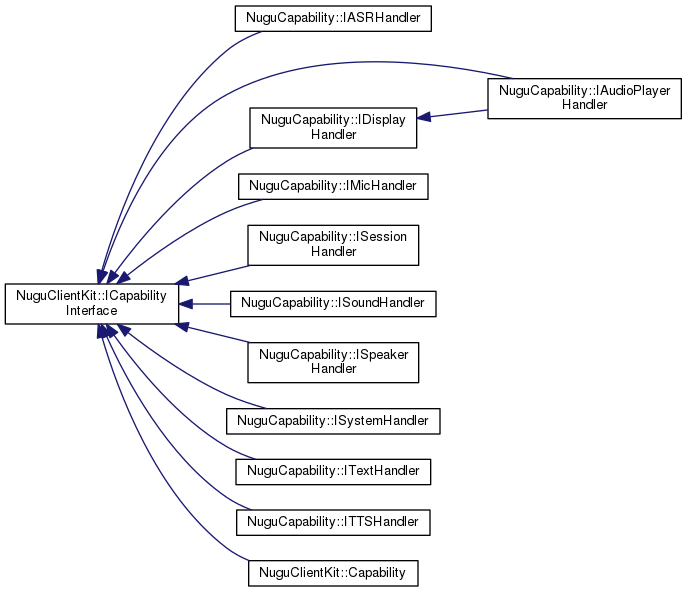 NuguCapability::IASRHandler
NuguCapability::IAudioPlayer
Handler
NuguCapability::IDisplay
Handler
NuguCapability::IMicHandler
NuguCapability::ISession
Handler
NuguClientKit::ICapability
Interface
NuguCapability::ISoundHandler
NuguCapability::ISpeaker
Handler
NuguCapability::ISystemHandler
NuguCapability::ITextHandler
NuguCapability::ITTSHandler
NuguClientKit::Capability